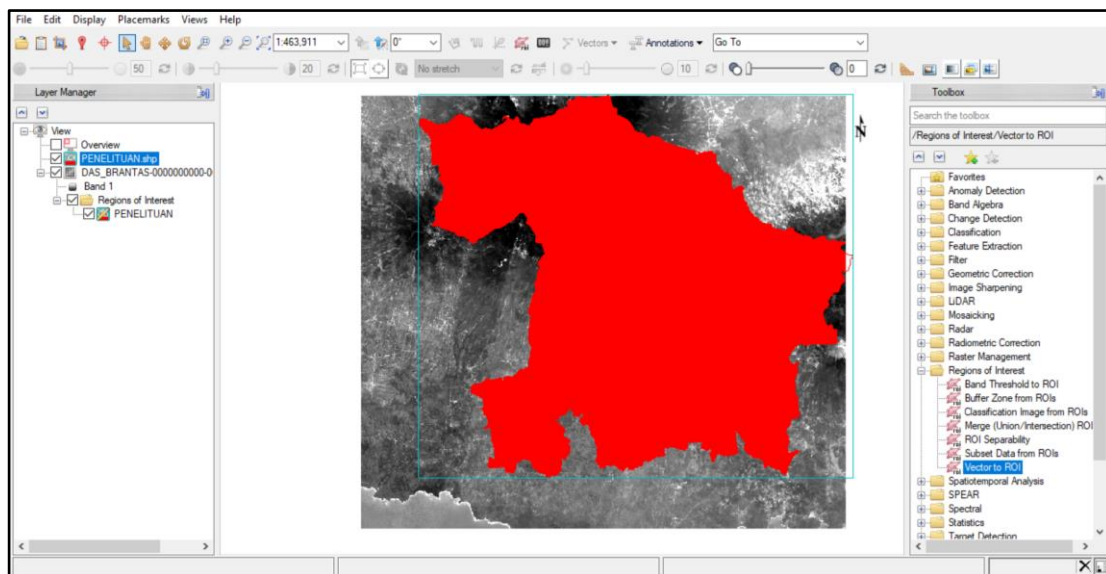 File Edit Display Placemarks Views Help
1:463,911 0° Vectors Annotations Go To
50 20 No stretch 10 0
Layer Manager
View
Overview
PENELITUAN.shp
DAS_BRANTAS-0000000000-0
Band 1
Regions of Interest
PENELITUAN
N
Toolbox
Search the toolbox
/Regions of Interest/Vector to ROI
Favorites
Anomaly Detection
Band Algebra
Change Detection
Classification
Feature Extraction
Filter
Geometric Correction
Image Sharpening
LiDAR
Mosaicking
Radar
Radiometric Correction
Raster Management
Regions of Interest
Band Threshold to ROI
Buffer Zone from ROIs
Classification Image from ROIs
Merge (Union/Intersection) ROI
ROI Separability
Subset Data from ROIs
Vector to ROI
Spatiotemporal Analysis
SPEAR
Spectral
Statistics
Target Detection